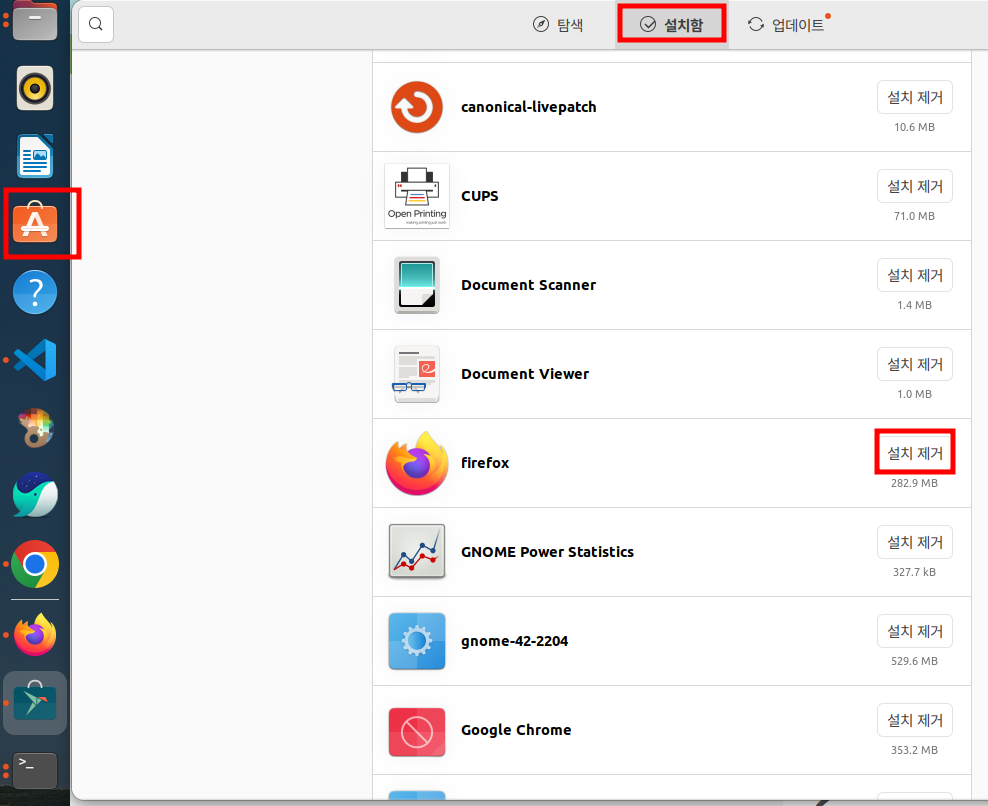 탐색
설치함
업데이트
canonical-livepatch
설치 제거
10.6 MB
Open Printing
CUPS
설치 제거
71.0 MB
Document Scanner
설치 제거
1.4 MB
Document Viewer
설치 제거
1.0 MB
firefox
설치 제거
282.9 MB
GNOME Power Statistics
설치 제거
327.7 kB
gnome-42-2204
설치 제거
529.6 MB
Google Chrome
설치 제거
353.2 MB